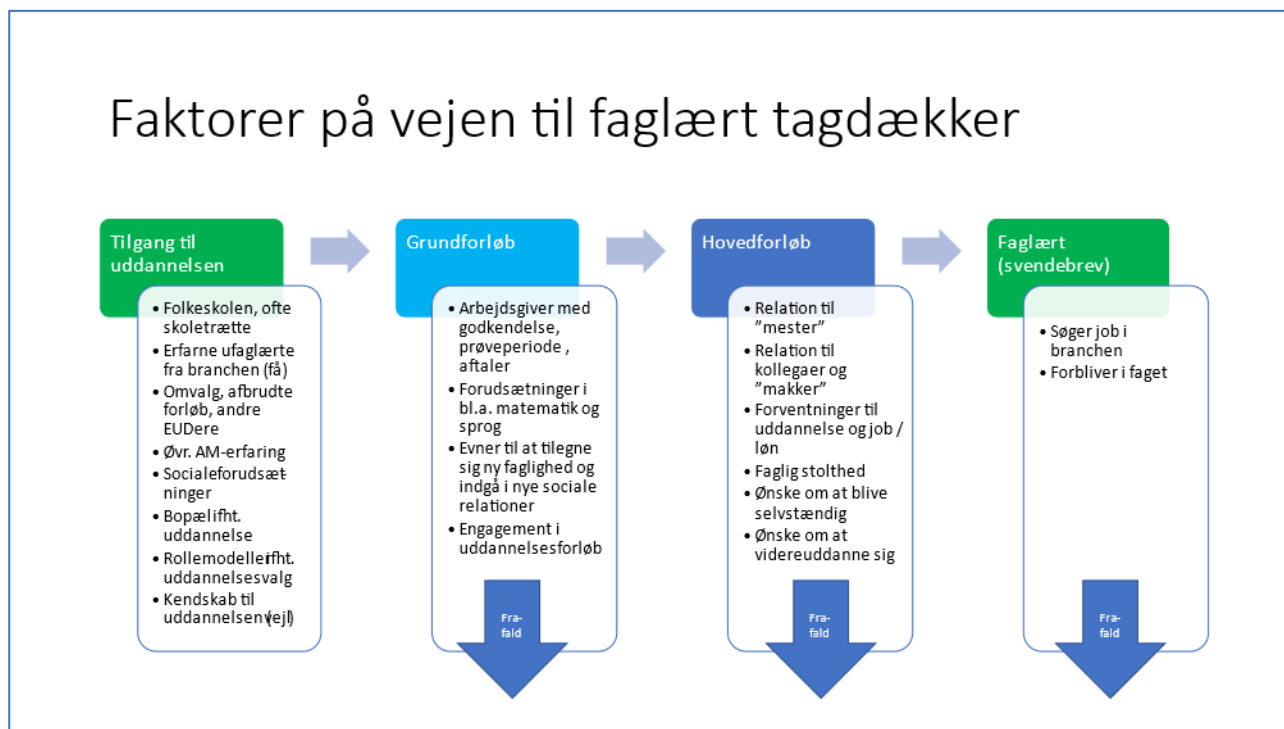 Faktorer på vejen til faglært tagdækker
Tilgang til
uddannelsen
• Folkeskolen, ofte
skoletrætte
• Erfarne ufaglærte
fra branchen (få)
• Omvalg, afbrudte
forløb, andre
EUDere
• Øvr. AM-erfaring
• Socialeforudsæt-
ninger
• Bopælifht.
uddannelse
• Rollemodellerifht.
uddannelsesvalg
• Kendskab til
uddannelsen(vejl)
Grundforløb
• Arbejdsgiver med
godkendelse,
prøveperiode ,
aftaler
• Forudsætninger i
bl.a. matematik og
sprog
• Evner til at tilegne
sig ny faglighed og
indgå i nye sociale
relationer
• Engagement i
uddannelsesforløb
Fra-
fald
Hovedforløb
• Relation til
”mester”
• Relation til
kollegaer og
”makker”
• Forventninger til
uddannelse og job /
løn
• Faglig stolthed
• Ønske om at blive
selvstændig
• Ønske om at
videreuddanne sig
Fra-
fald
Faglært
(svendebrev)
• Søger job i
branchen
• Forbliver i faget
Fra-
fald